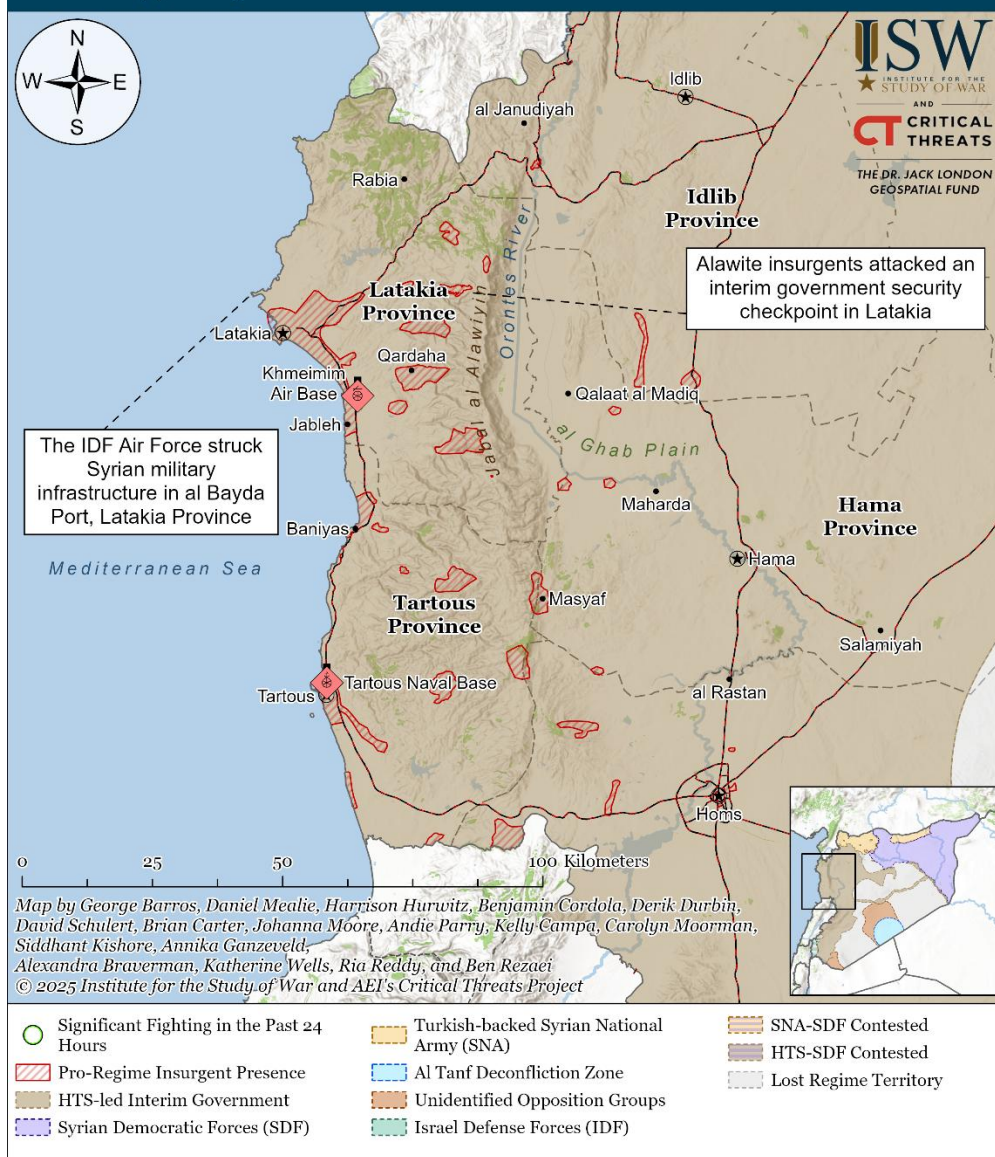 N
W
E
S
ISW
INSTITUTE FOR THE
STUDY OF WAR
AND
CT CRITICAL
THREATS
THE DR. JACK LONDON
GEOSPATIAL FUND
Idlib
al Janudiyah
Rabia
Idlib
Province
Orontes River
Alawite insurgents attacked an
interim government security
checkpoint in Latakia
Latakia
Province
Jabal al Alawiyin
Latakia
Qardaha
Khmeimim
Air Base
Qalaat al Madiq
Jableh
al Ghab Plain
The IDF Air Force struck
Syrian military
infrastructure in al Bayda
Port, Latakia Province
Maharda
Hama
Province
Baniyas
Hama
Mediterranean Sea
Masyaf
Tartous
Province
Salamiyah
Tartous Naval Base
al Rastan
Tartous
Homs
0
25
50
100 Kilometers
Map by George Barros, Daniel Mealie, Harrison Hurwitz, Benjamin Cordola, Derik Durbin,
David Schulert, Brian Carter, Johanna Moore, Andie Parry, Kelly Campa, Carolyn Moorman,
Siddhant Kishore, Annika Ganzeveld,
Alexandra Braverman, Katherine Wells, Ria Reddy, and Ben Rezaei
© 2025 Institute for the Study of War and AEI's Critical Threats Project
Significant Fighting in the Past 24
Hours
Pro-Regime Insurgent Presence
HTS-led Interim Government
Syrian Democratic Forces (SDF)
Turkish-backed Syrian National
Army (SNA)
Al Tanf Deconfliction Zone
Unidentified Opposition Groups
Israel Defense Forces (IDF)
SNA-SDF Contested
HTS-SDF Contested
Lost Regime Territory